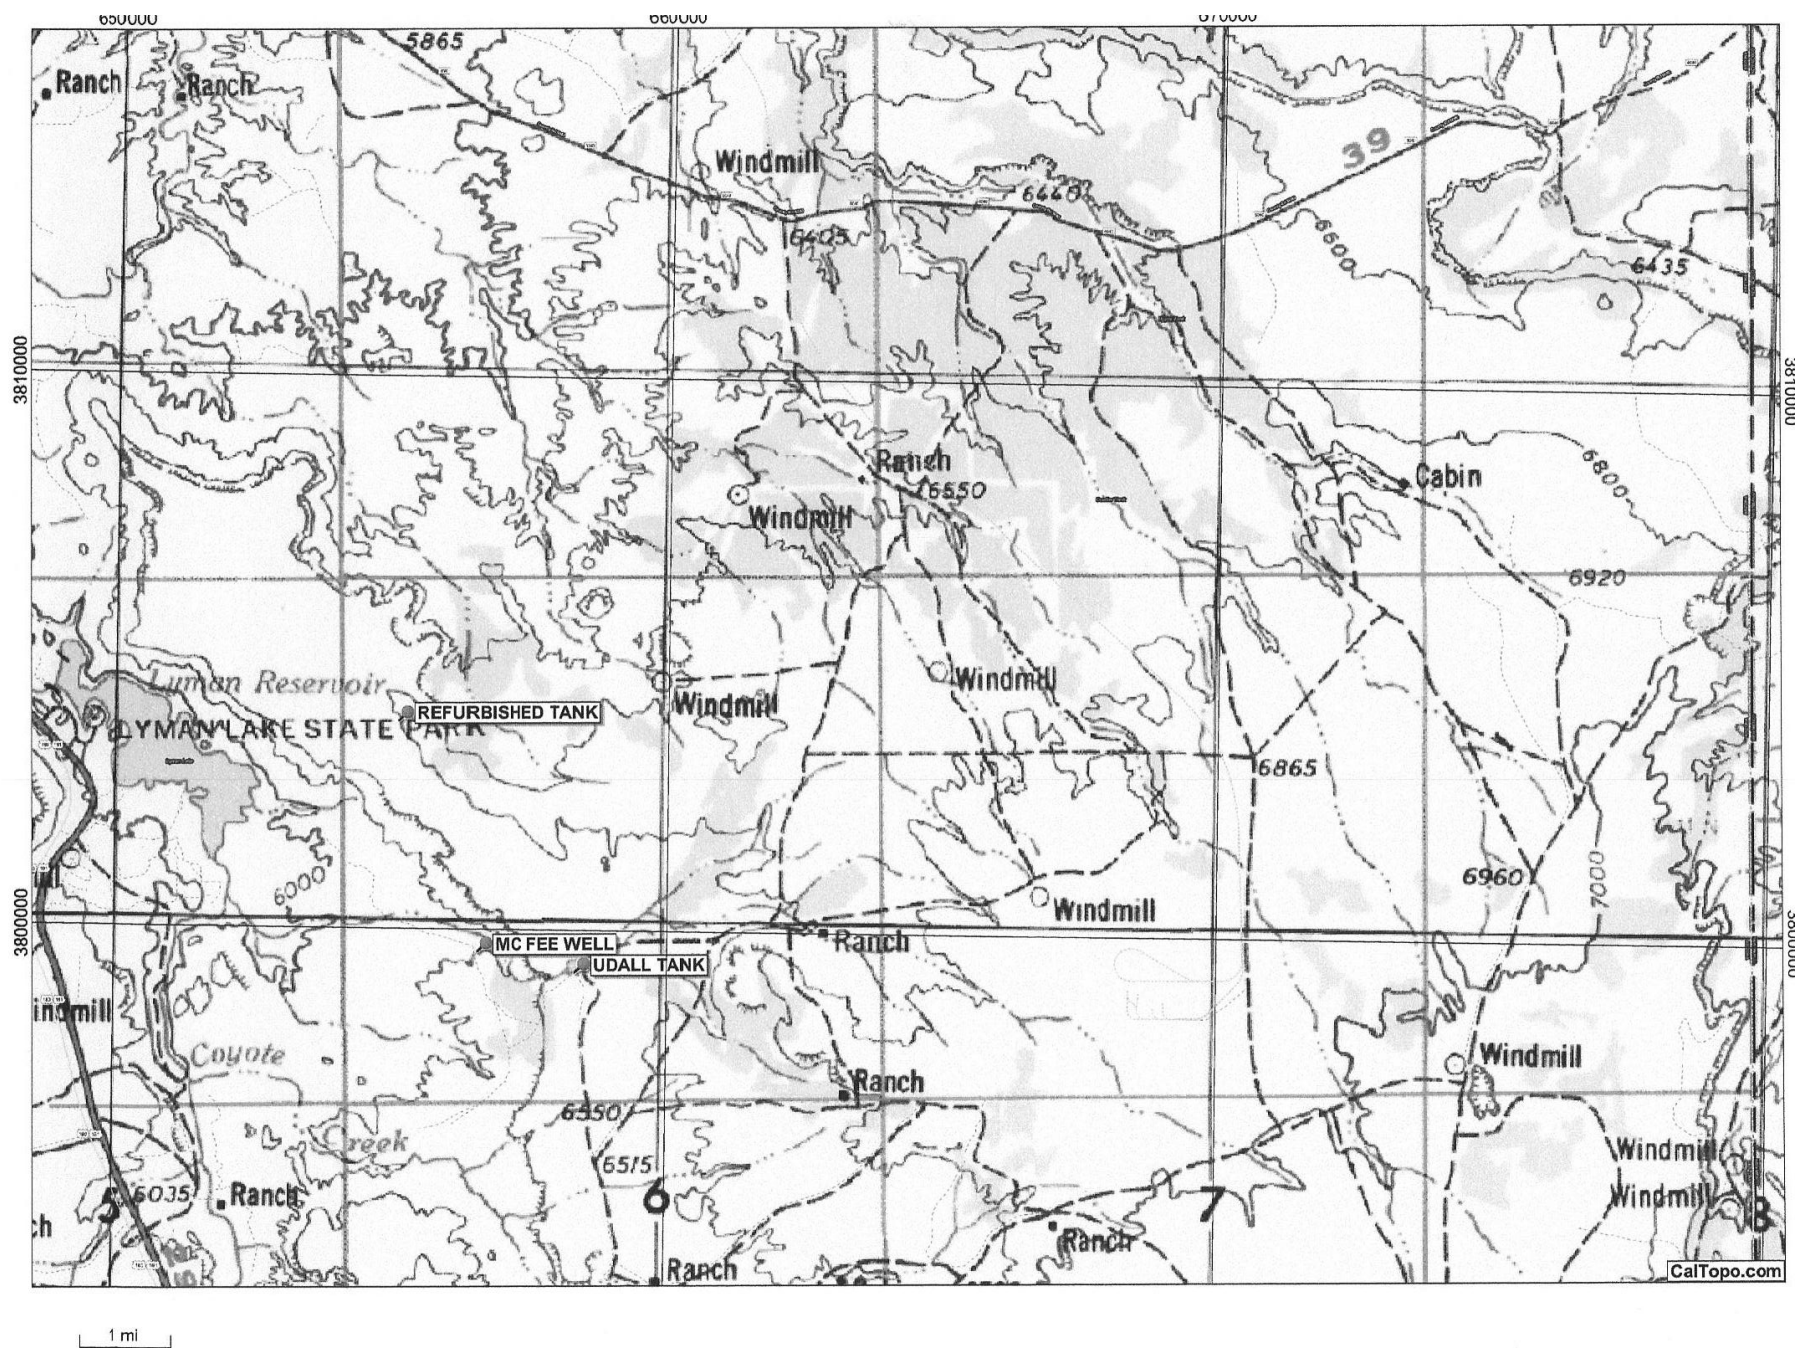 650000 660000 670000
5865
Ranch
Ranch
39
Windmill
6440
6405
6600
6435
3810000
3810000
Ranch
6550
Cabin
6800
Windmill
6920
Lyman Reservoir
Windmill
Windmill
REFURBISHED TANK
LYMAN LAKE STATE PARK
6865
6000
6960
7000
Windmill
3800000
3800000
MC FEE WELL
Ranch
UDALL TANK
indmill
Coyote
Windmill
Ranch
6550
Creek
6515
Windmill
5
6035
Ranch
6
7
Windmill
8
ch
Ranch
Ranch
CalTopo.com
1 mi